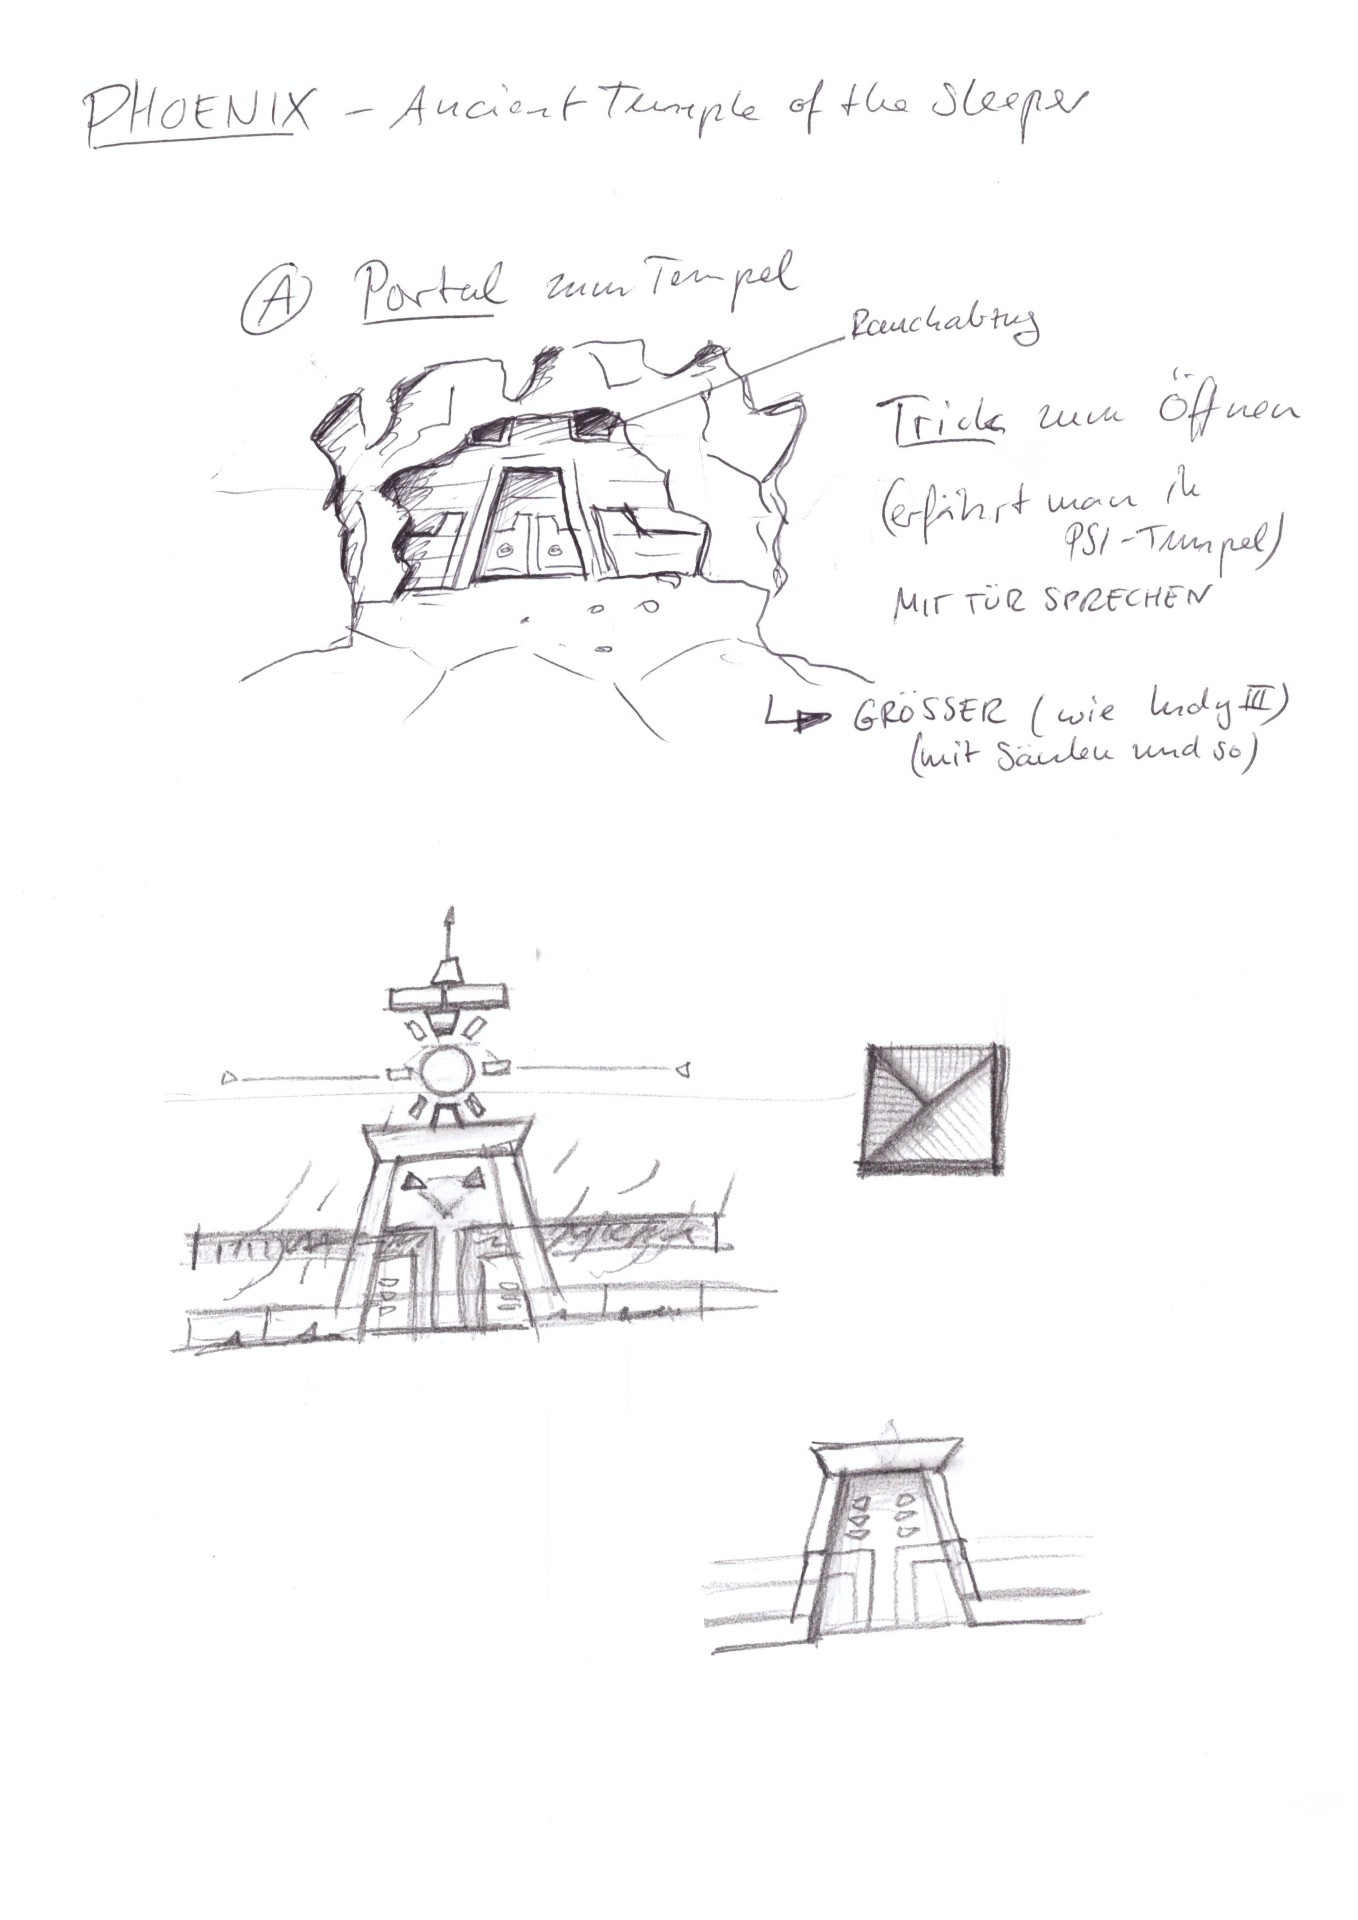 PHOENIX – Ancient Temple of the Sleeper
Ⓐ Portal zum Tempel
Rauchabzug
Trick zum Öffnen
(erfährt man in
PSI-Tempel)
MIT TÜR SPRECHEN
↳ GRÖSSER (wie Indy III)
(mit Säulen und so)